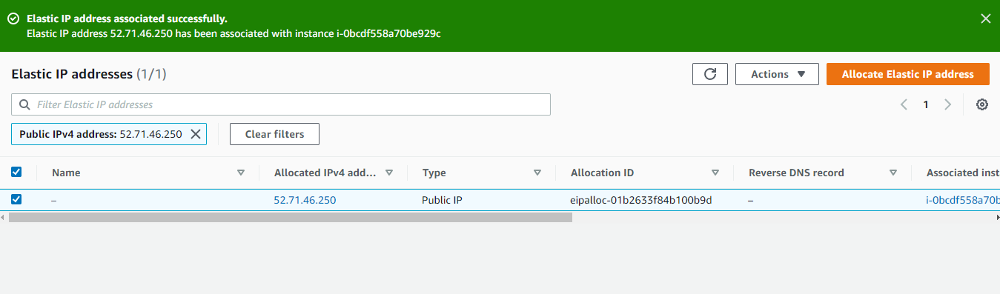 Elastic IP address associated successfully.
Elastic IP address 52.71.46.250 has been associated with instance i-0bcdf558a70be929c
Elastic IP addresses (1/1)
Actions
Allocate Elastic IP address
Filter Elastic IP addresses
1
Public IPv4 address: 52.71.46.250
Clear filters
Name Allocated IPv4 add... Type Allocation ID Reverse DNS record Associated inst
– 52.71.46.250 Public IP eipalloc-01b2633f84b100b9d – i-0bcdf558a70b